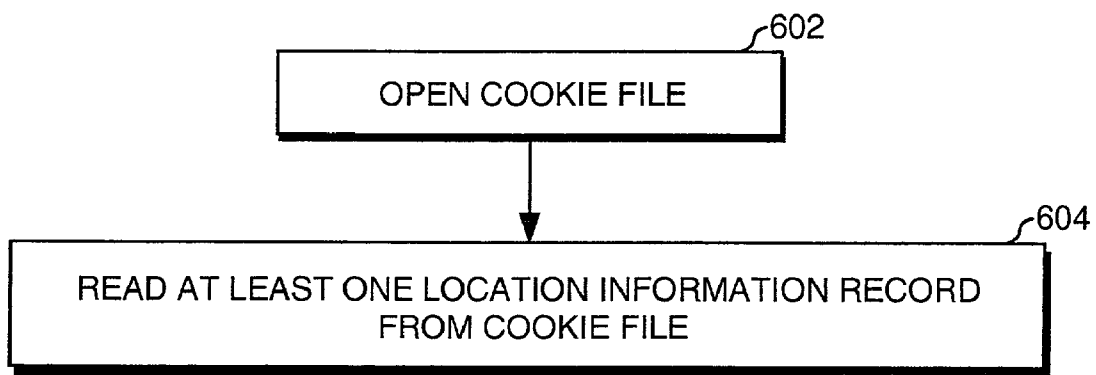 602
OPEN COOKIE FILE
604
READ AT LEAST ONE LOCATION INFORMATION RECORD
FROM COOKIE FILE